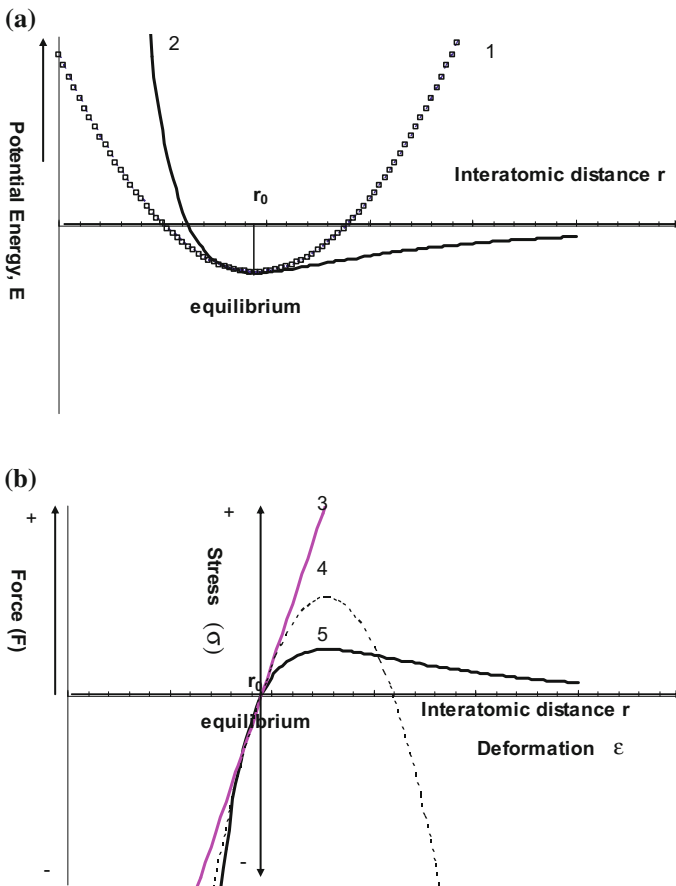 (a)
2
1
Potential Energy, E
Interatomic distance r
r0
equilibrium
(b)
+
+
3
Force (F)
Stress (σ)
4
5
r0
equilibrium
Interatomic distance r
Deformation ε
-
-